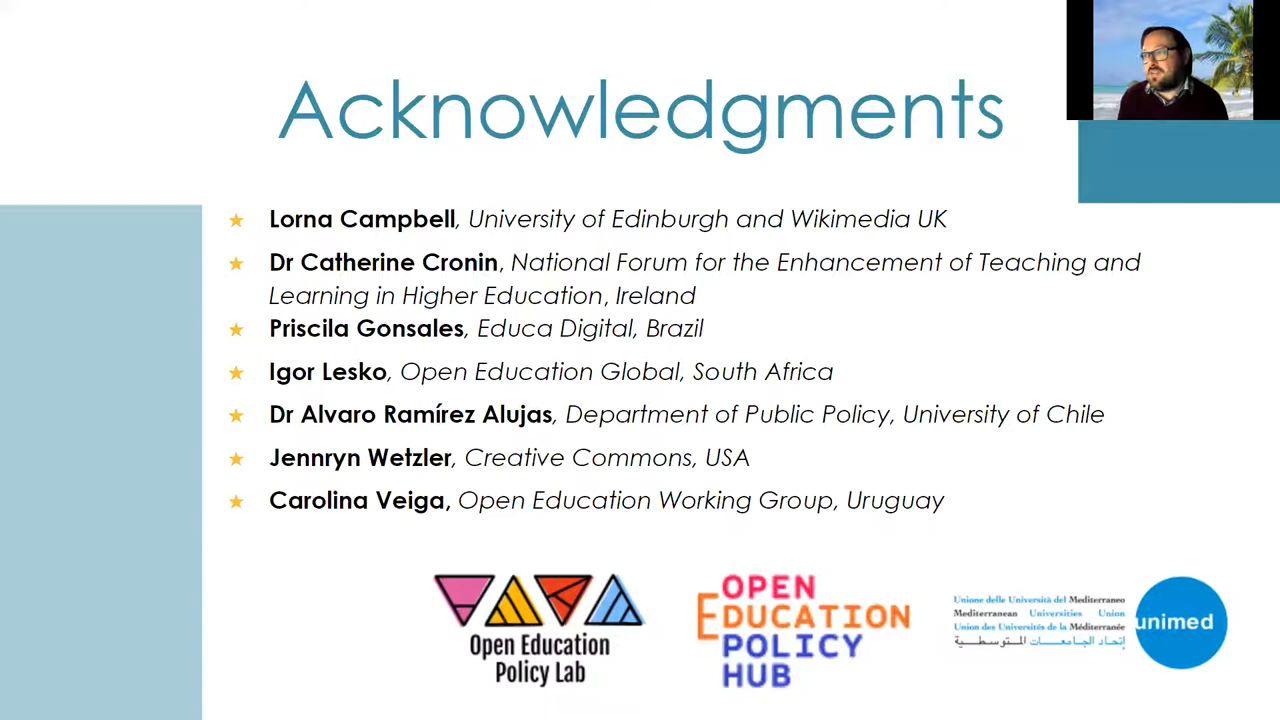 Acknowledgments
Lorna Campbell, University of Edinburgh and Wikimedia UK
Dr Catherine Cronin, National Forum for the Enhancement of Teaching and
Learning in Higher Education, Ireland
Priscila Gonsales, Educa Digital, Brazil
Igor Lesko, Open Education Global, South Africa
Dr Alvaro Ramírez Alujas, Department of Public Policy, University of Chile
Jennryn Wetzler, Creative Commons, USA
Carolina Veiga, Open Education Working Group, Uruguay
Open Education
Policy Lab
OPEN
EDUCATION
POLICY
HUB
Unione delle Università del Mediterraneo
Mediterranean Universities Union
Union des Universités de la Méditerranée
إتحاد الجامعات المتوسطية
unimed